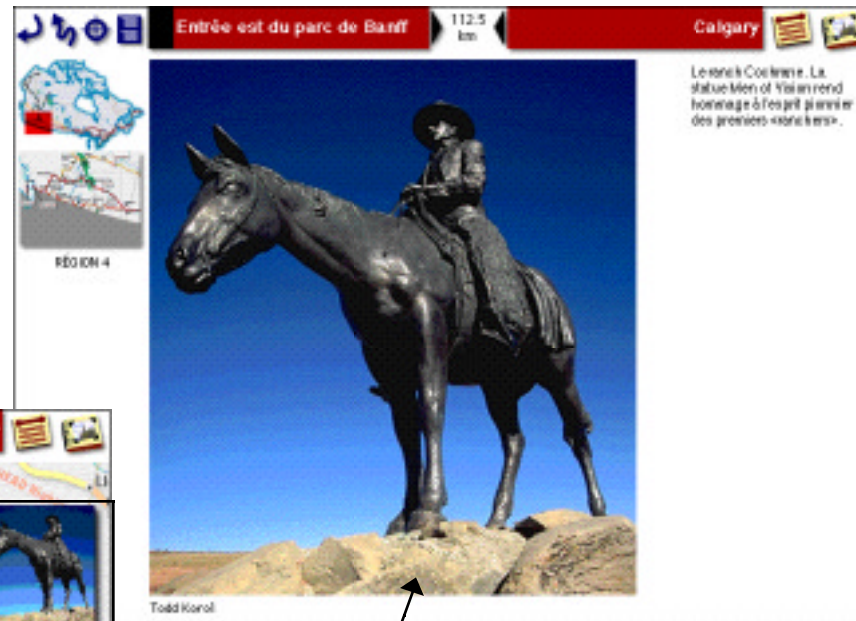 Entrée est du parc de Banff
112.5
km
Calgary
Le ranch Cochrane. La
statue Men of Vision rend
hommage à l'esprit pionnier
des premiers «ranchers».
RÉGION 4
Todd Korol